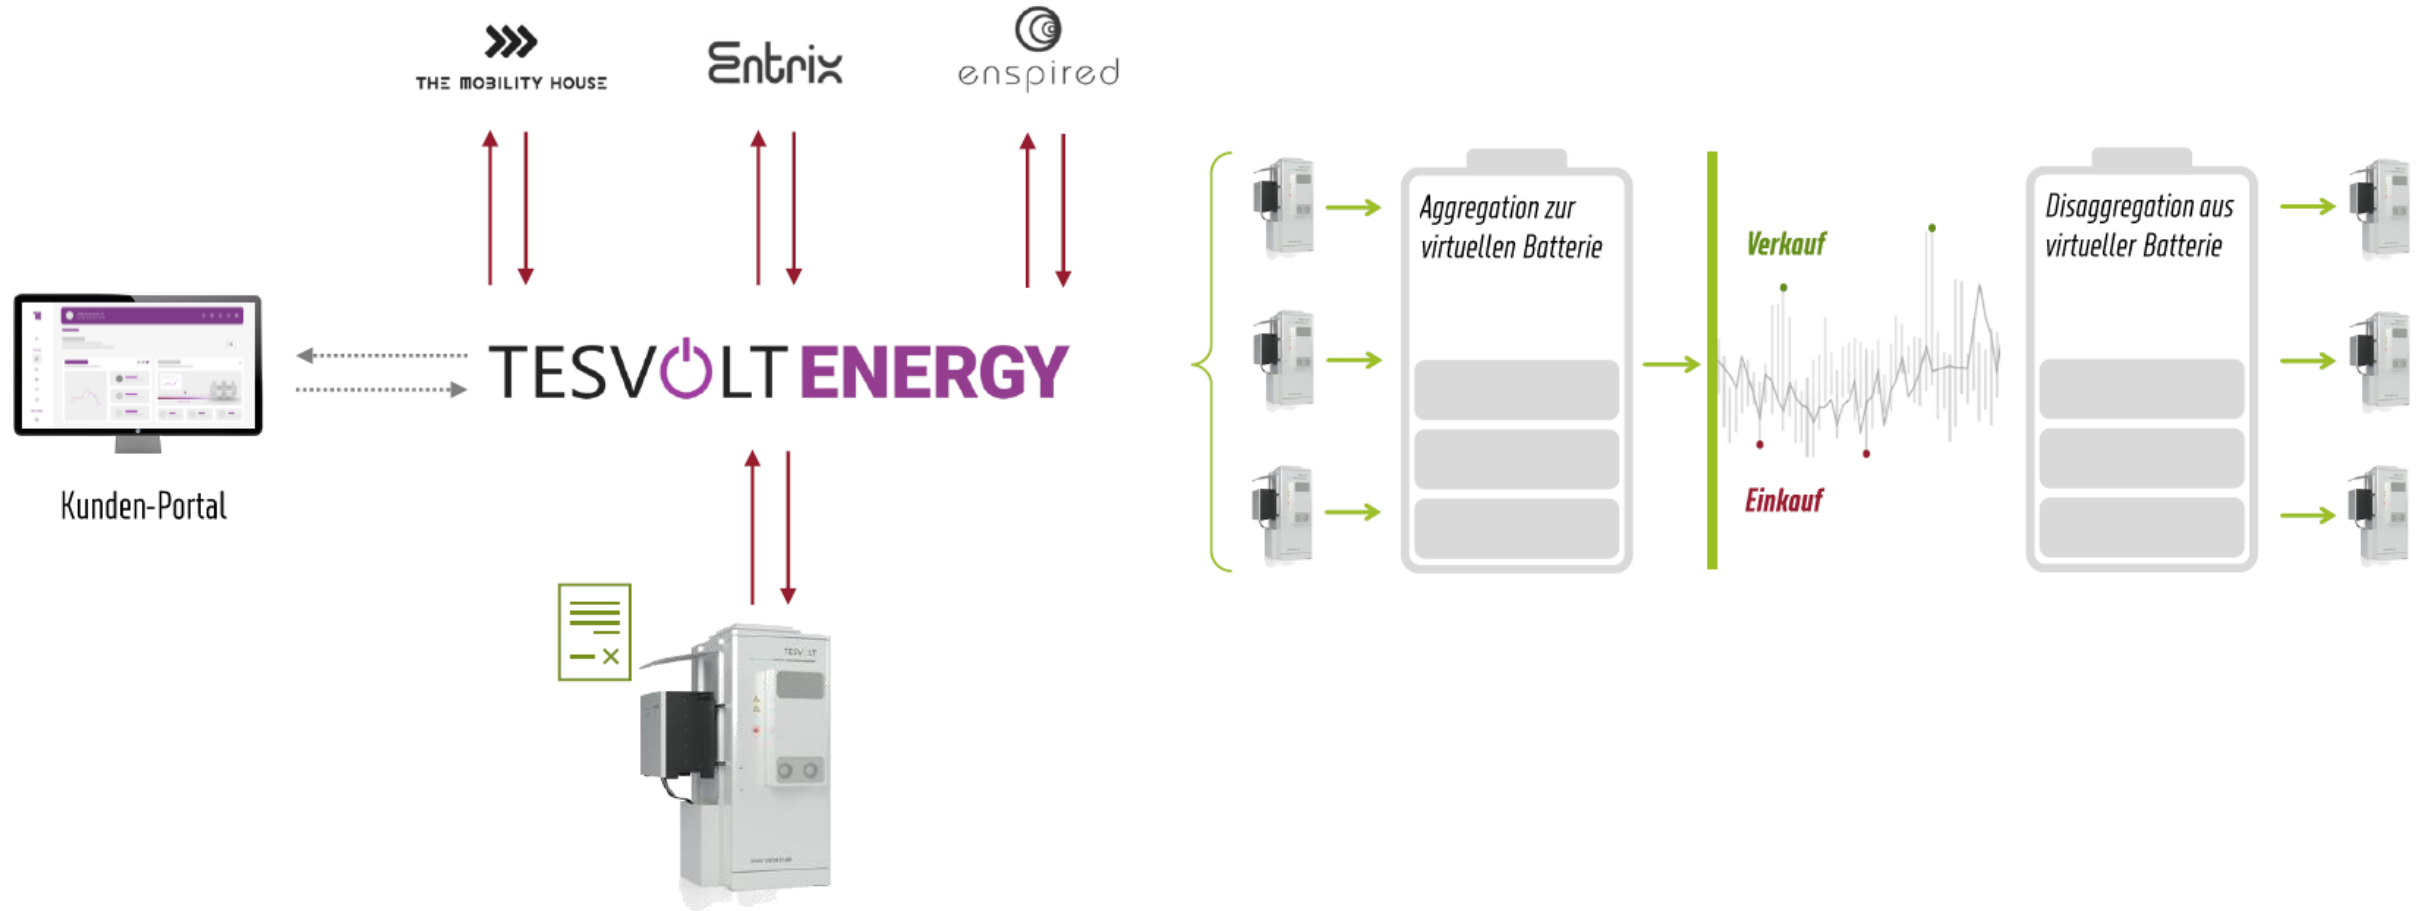 THE MOBILITY HOUSE
Entrix
enspired
TESVOLT ENERGY
Kunden-Portal
TESVOLT
Aggregation zur
virtuellen Batterie
Verkauf
Einkauf
Disaggregation aus
virtueller Batterie